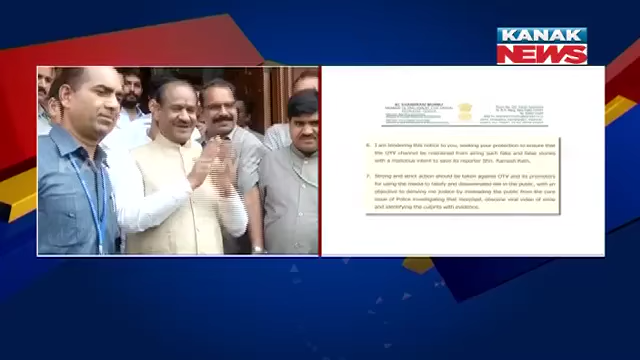 KANAK
NEWS
6. I am tendering this notice to you, seeking your protection to ensure that
the OTV channel be restrained from airing such fake and false stories
with a malicious intent to save its reporter Shri. Ramesh Rath.
7. Strong and strict action should be taken against OTV and its promoters
for using the media to falsify and disseminated lies in the public, with an
objective to denying me justice by misleading the public from the core
issue of Police investigating that morphed, obscene viral video of mine
and identifying the culprits with evidence.